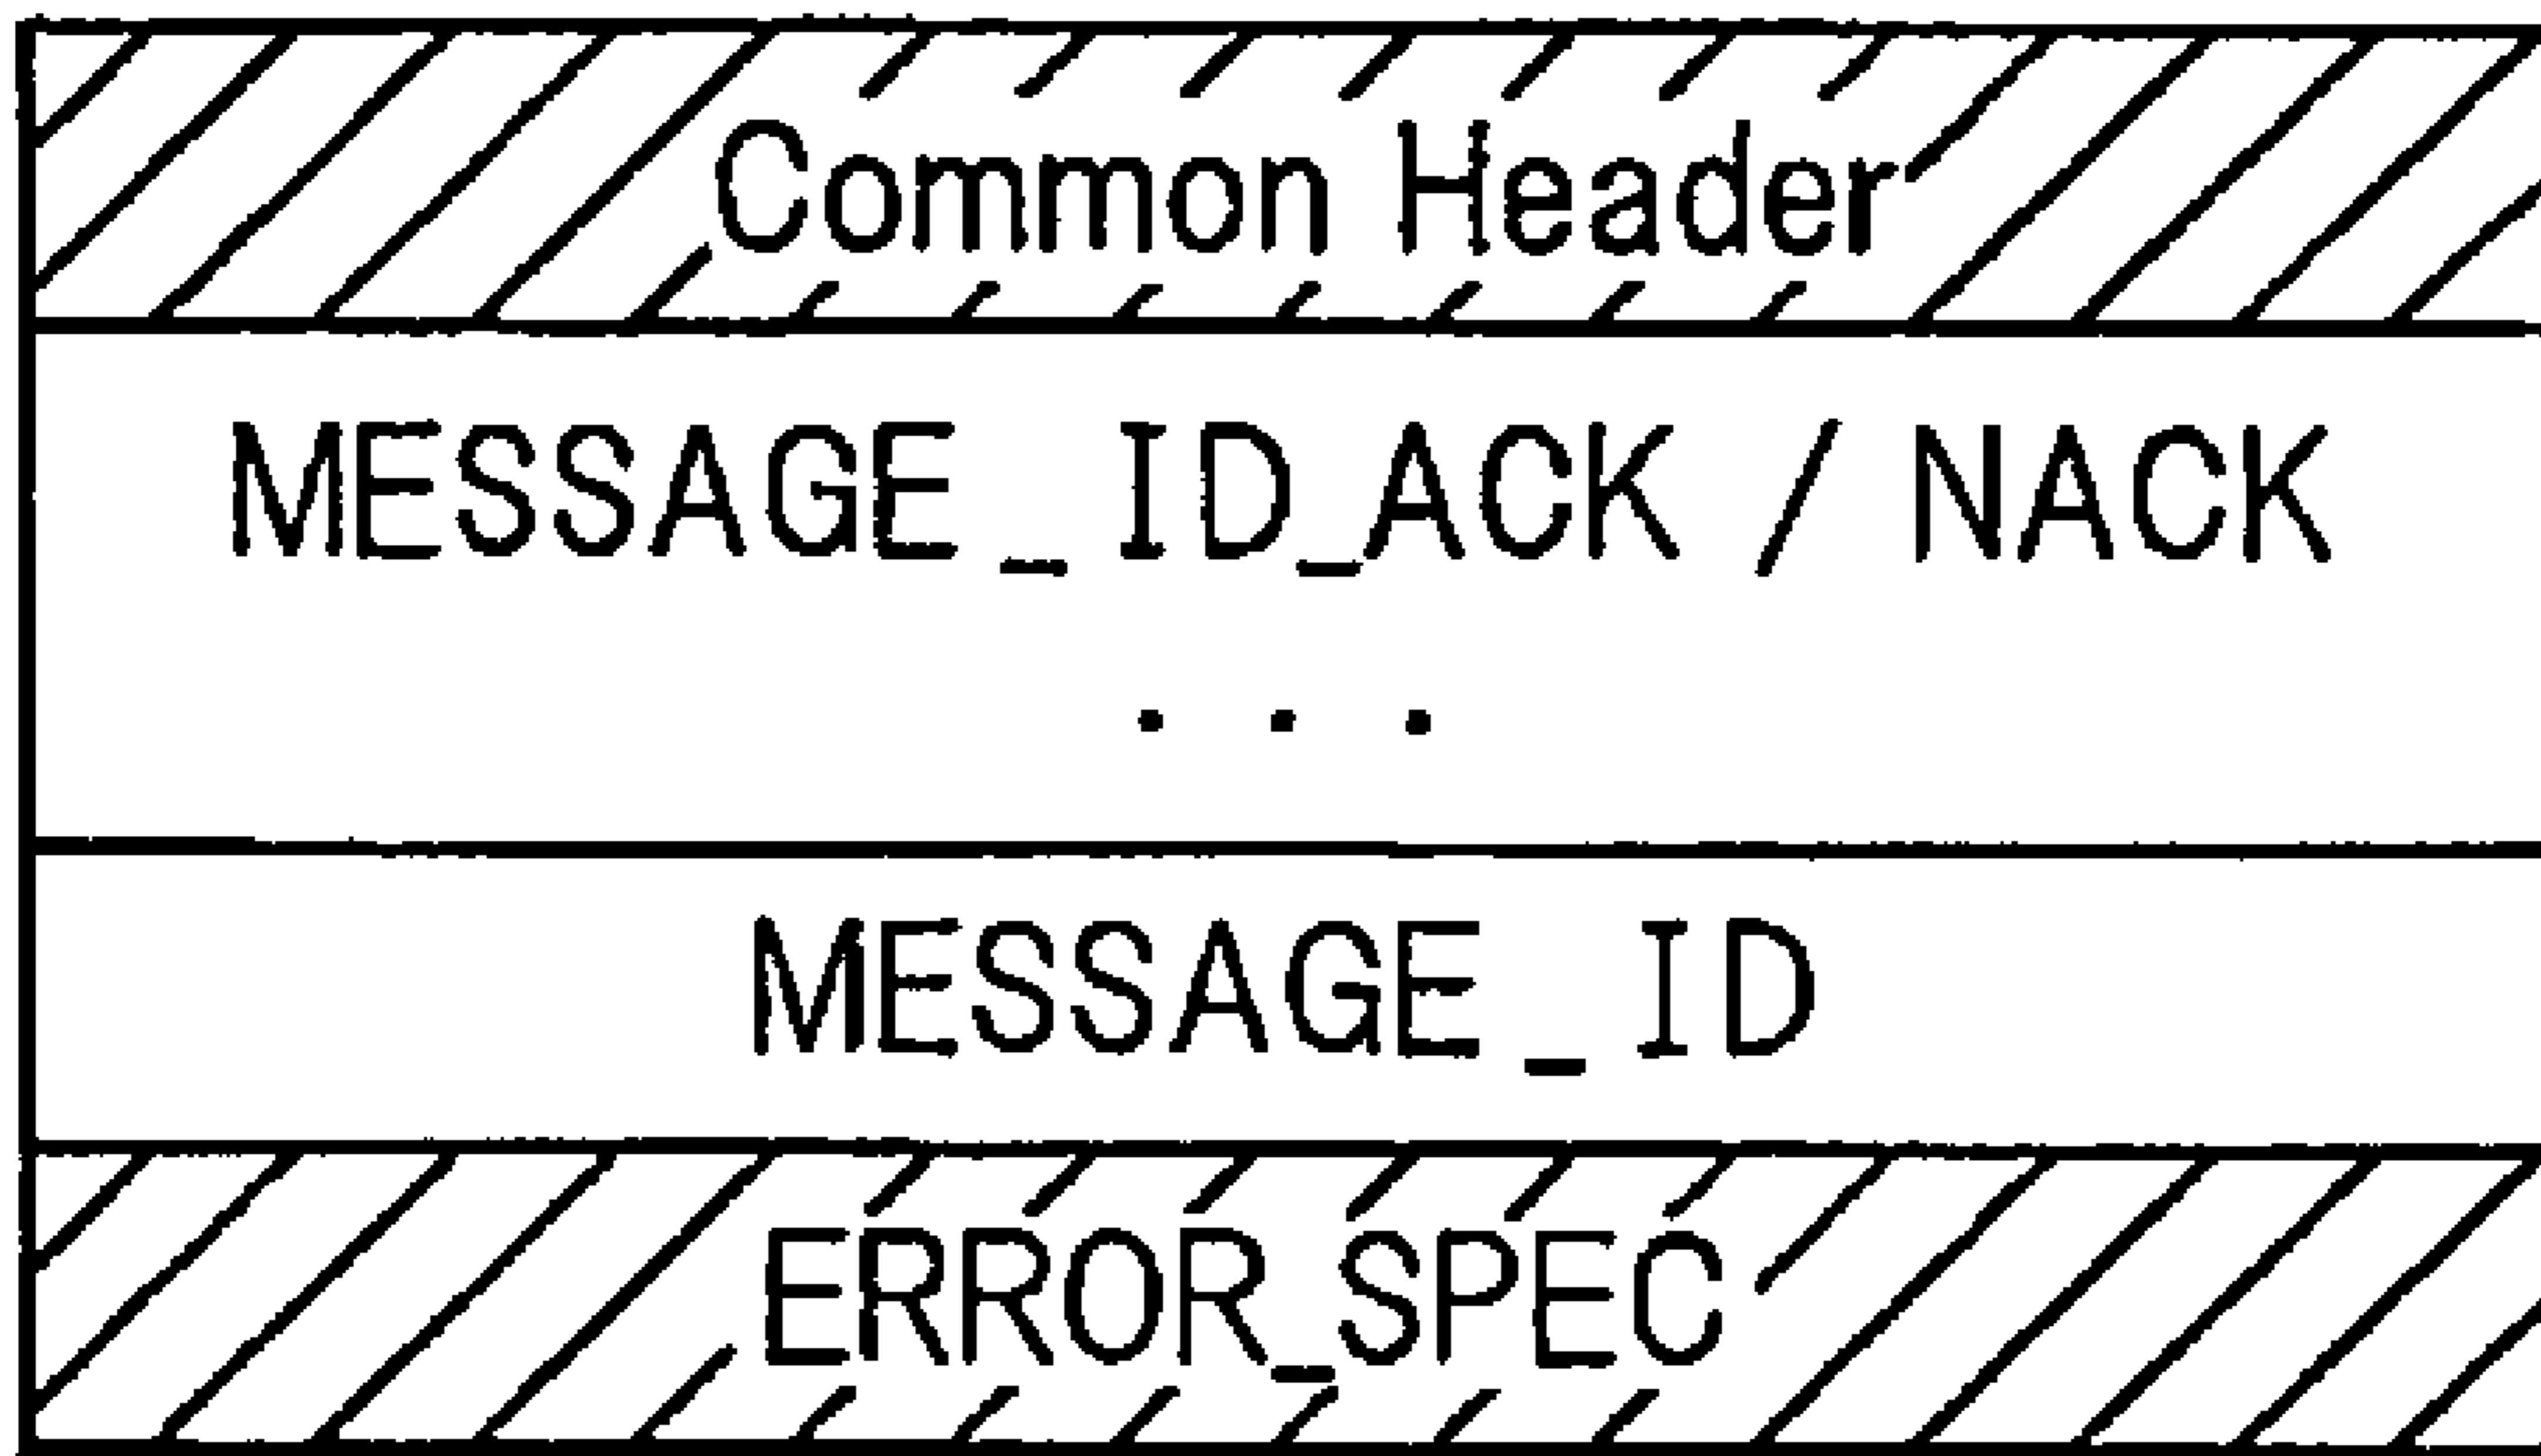 Common Header
MESSAGE_ID_ACK / NACK
. . .
MESSAGE_ID
ERROR_SPEC